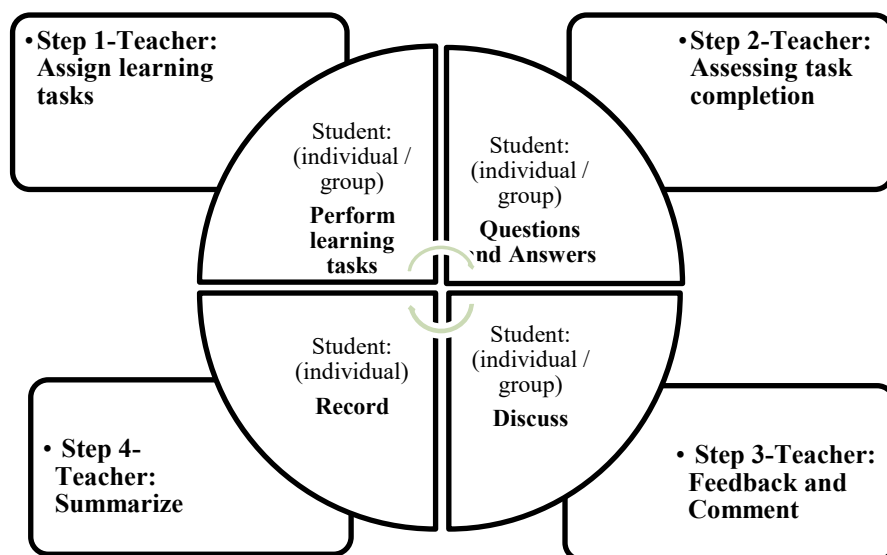 • Step 1-Teacher:
Assign learning
tasks
• Step 2-Teacher:
Assessing task
completion
Student:
(individual /
group)
Perform
learning
tasks
Student:
(individual /
group)
Questions
and Answers
Student:
(individual)
Record
Student:
(individual /
group)
Discuss
• Step 4-
Teacher:
Summarize
• Step 3-Teacher:
Feedback and
Comment